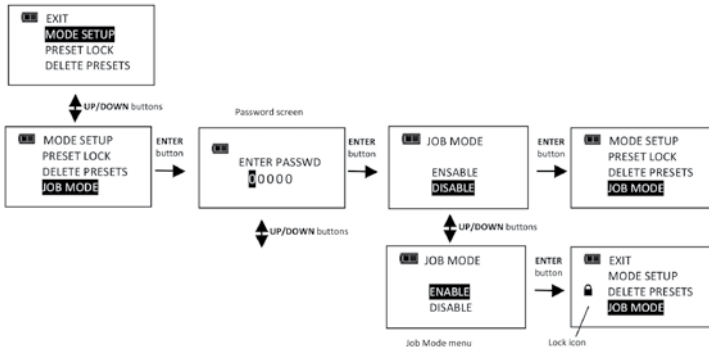 EXIT
MODE SETUP
PRESET LOCK
DELETE PRESETS
UP/DOWN buttons
MODE SETUP
PRESET LOCK
DELETE PRESETS
JOB MODE
ENTER
button
Password screen
ENTER PASSWD
00000
UP/DOWN buttons
ENTER
button
JOB MODE
ENSABLE
DISABLE
ENTER
button
MODE SETUP
PRESET LOCK
DELETE PRESETS
JOB MODE
UP/DOWN buttons
JOB MODE
ENABLE
DISABLE
Job Mode menu
ENTER
button
EXIT
MODE SETUP
DELETE PRESETS
JOB MODE
Lock icon